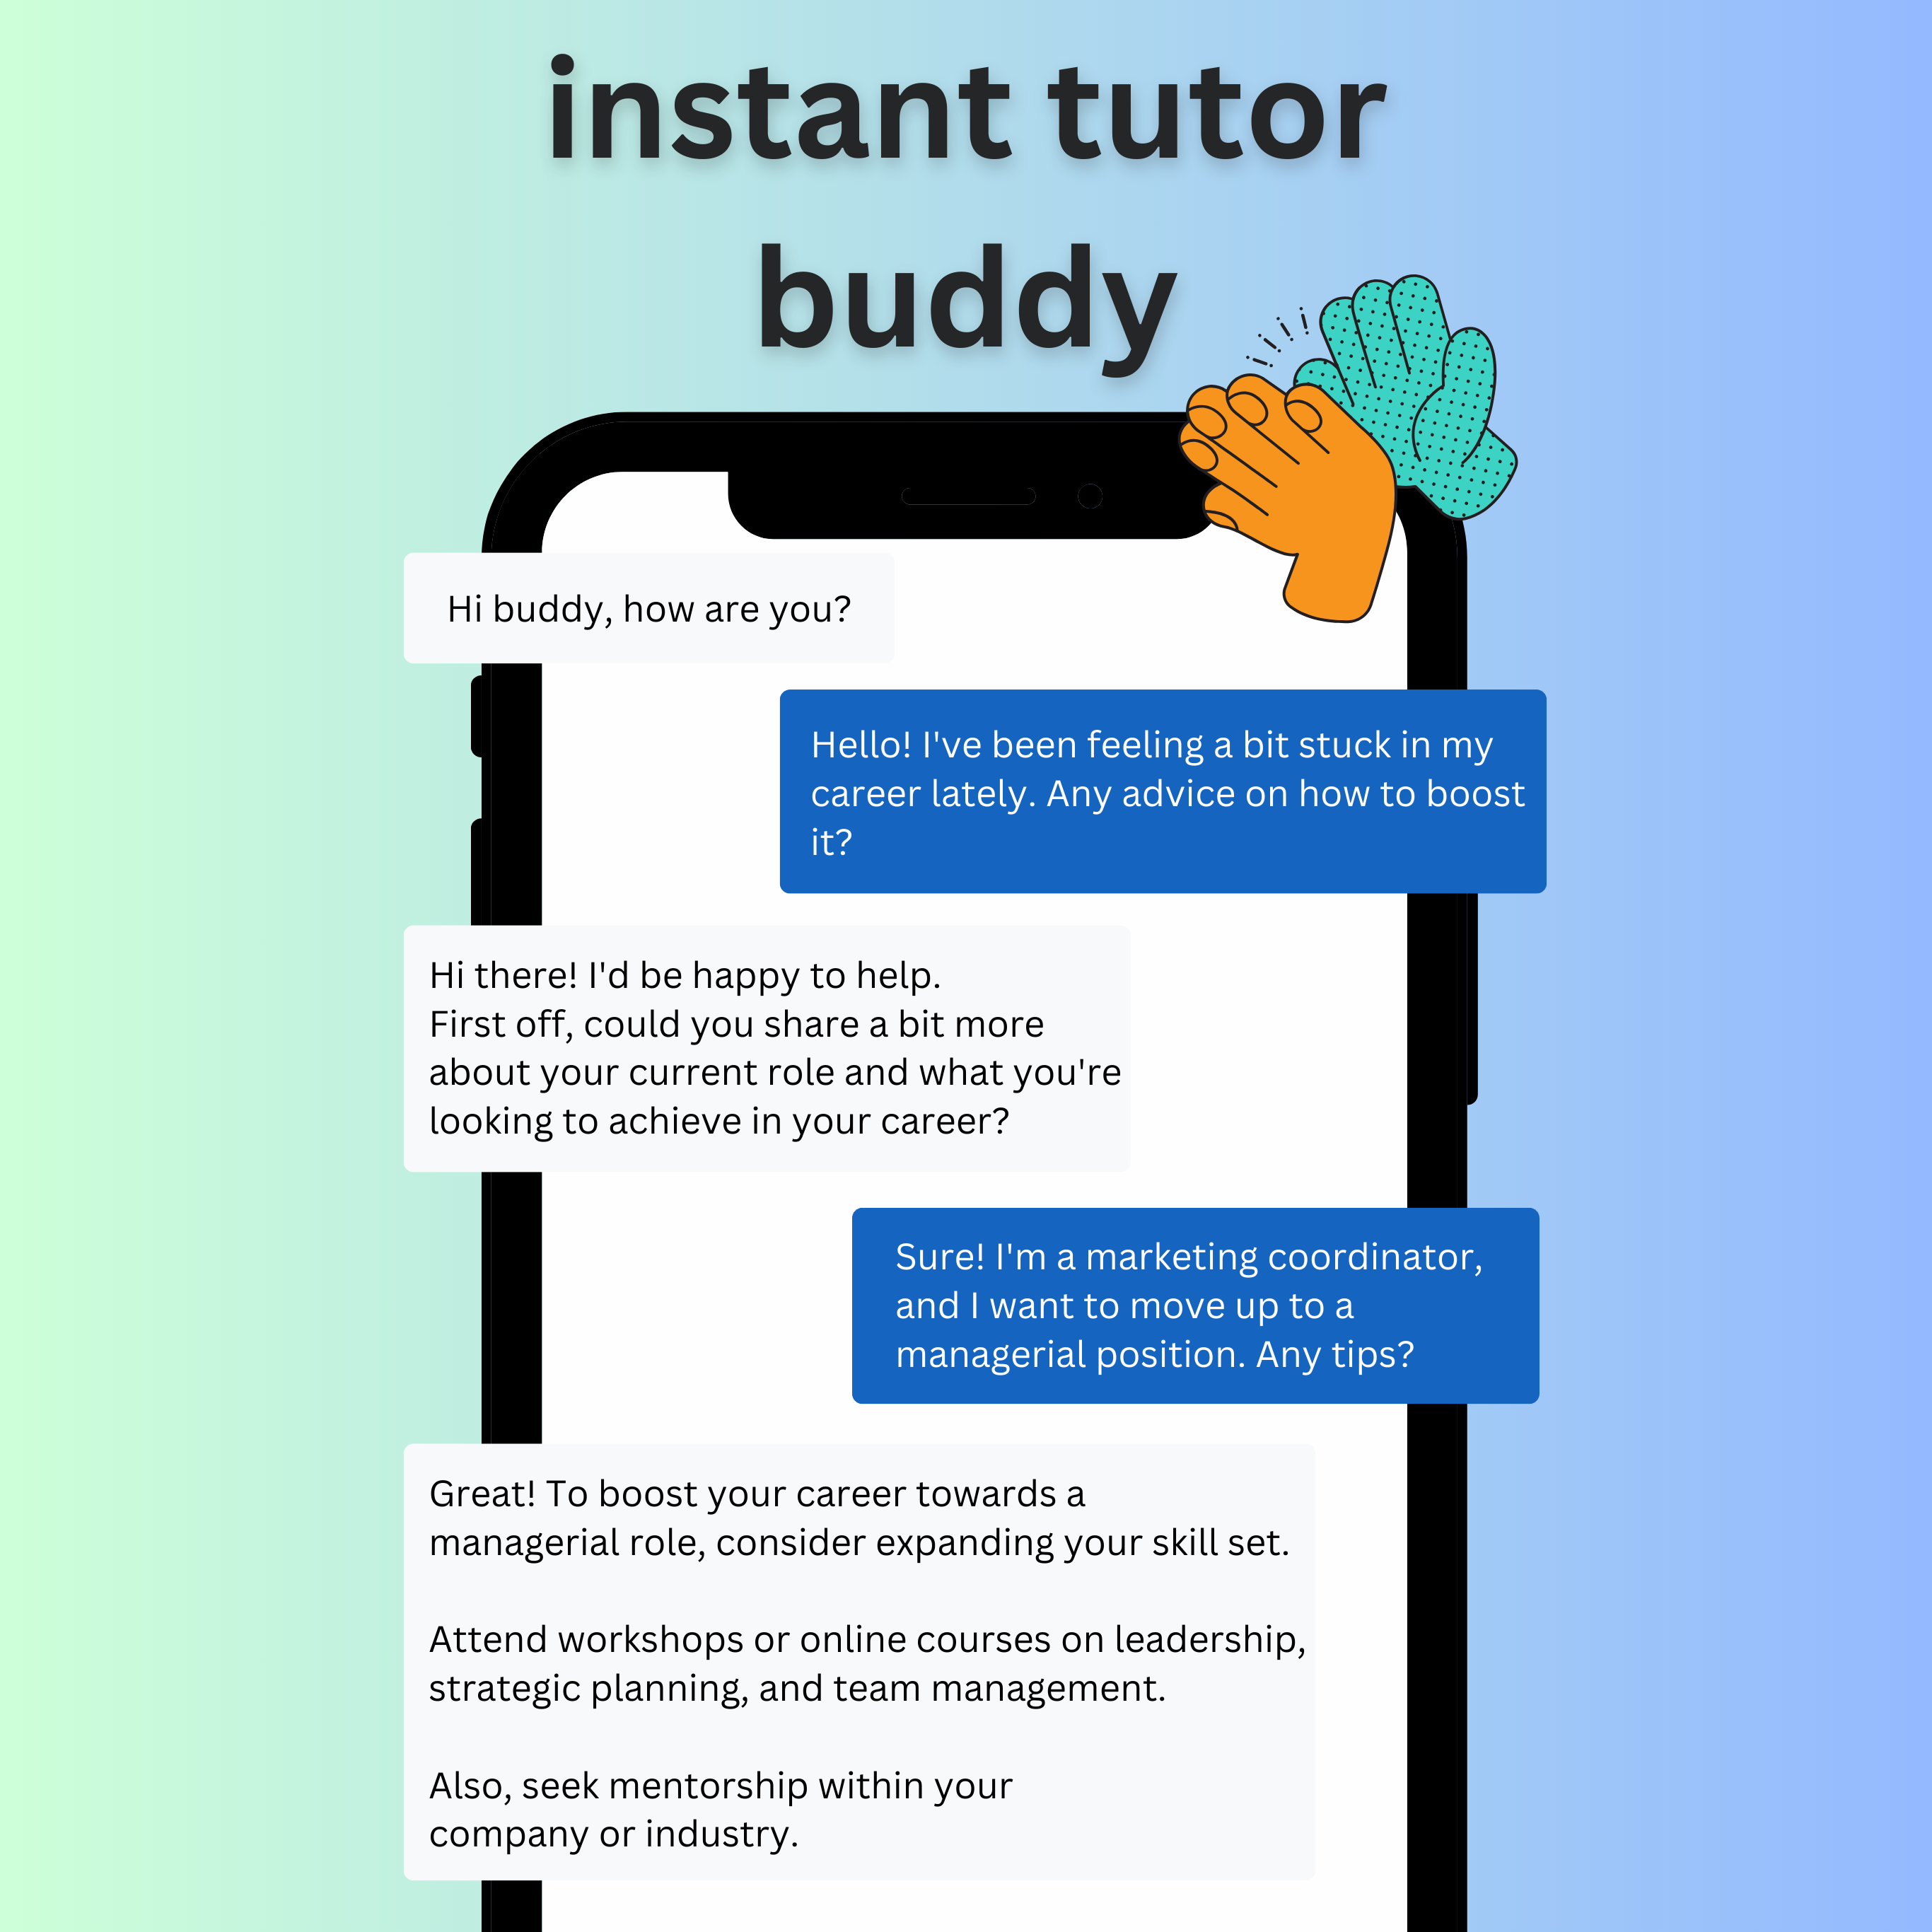 instant tutor
buddy
Hi buddy, how are you?
Hello! I've been feeling a bit stuck in my
career lately. Any advice on how to boost
it?
Hi there! I'd be happy to help.
First off, could you share a bit more
about your current role and what you're
looking to achieve in your career?
Sure! I'm a marketing coordinator,
and I want to move up to a
managerial position. Any tips?
Great! To boost your career towards a
managerial role, consider expanding your skill set.
Attend workshops or online courses on leadership,
strategic planning, and team management.
Also, seek mentorship within your
company or industry.